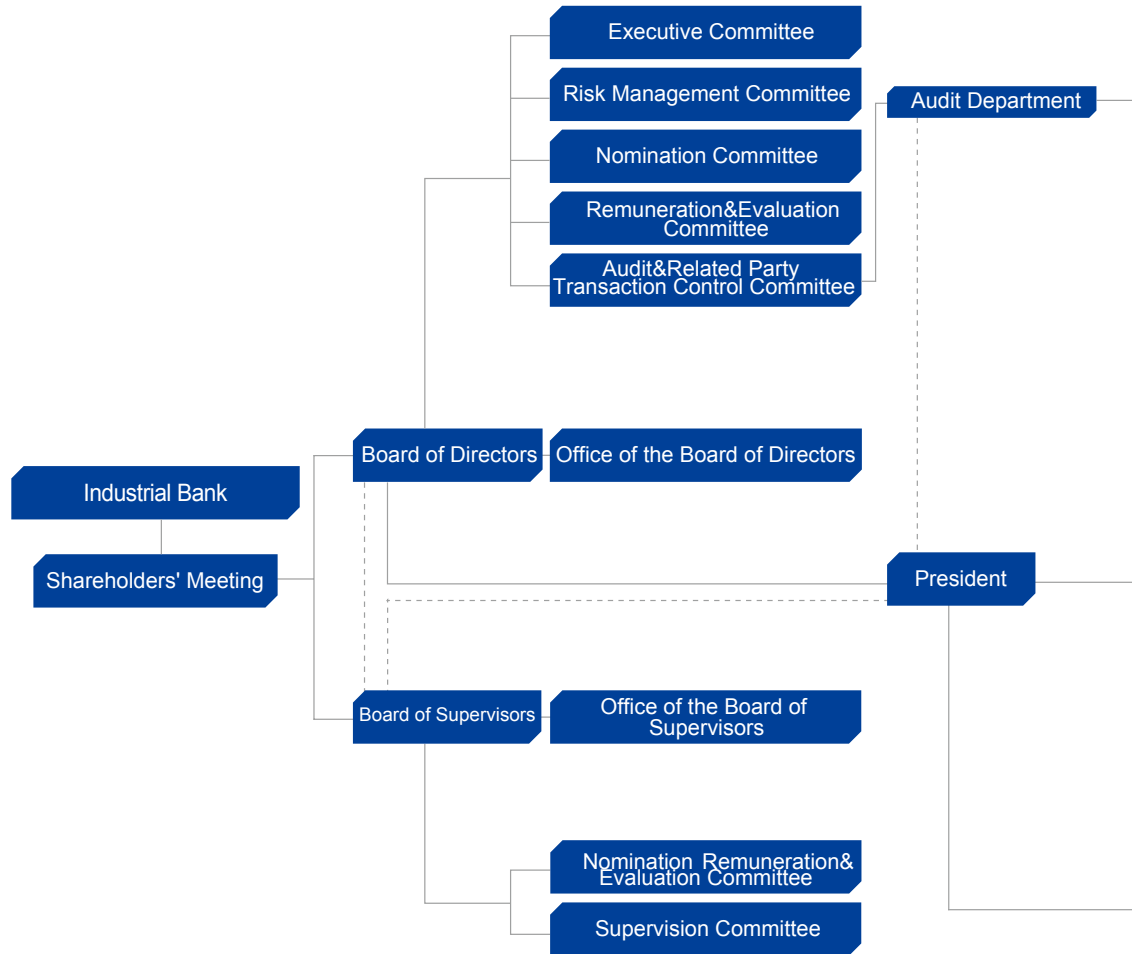 Executive Committee
Risk Management Committee
Audit Department
Nomination Committee
Remuneration&Evaluation
Committee
Audit&Related Party
Transaction Control Committee
Board of Directors
Office of the Board of Directors
Industrial Bank
Shareholders' Meeting
President
Board of Supervisors
Office of the Board of
Supervisors
Nomination Remuneration&
Evaluation Committee
Supervision Committee